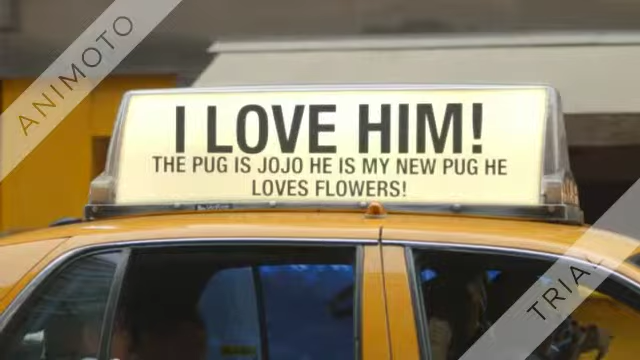 ANIMOTO
I LOVE HIM!
THE PUG IS JOJO HE IS MY NEW PUG HE
LOVES FLOWERS!
TRIAL